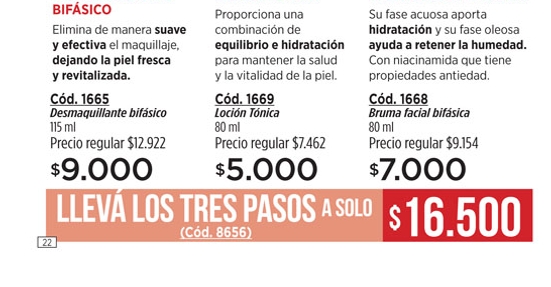 BIFÁSICO
Elimina de manera suave
y efectiva el maquillaje,
dejando la piel fresca
y revitalizada.
Cód. 1665
Desmaquillante bifásico
115 ml
Precio regular $12.922
$9.000
Proporciona una
combinación de
equilibrio e hidratación
para mantener la salud
y la vitalidad de la piel.
Cód. 1669
Loción Tónica
80 ml
Precio regular $7.462
$5.000
Su fase acuosa aporta
hidratación y su fase oleosa
ayuda a retener la humedad.
Con niacinamida que tiene
propiedades antiedad.
Cód. 1668
Bruma facial bifásica
80 ml
Precio regular $9.154
$7.000
LLEVÁ LOS TRES PASOS A SOLO $16.500
(Cód. 8656)
22